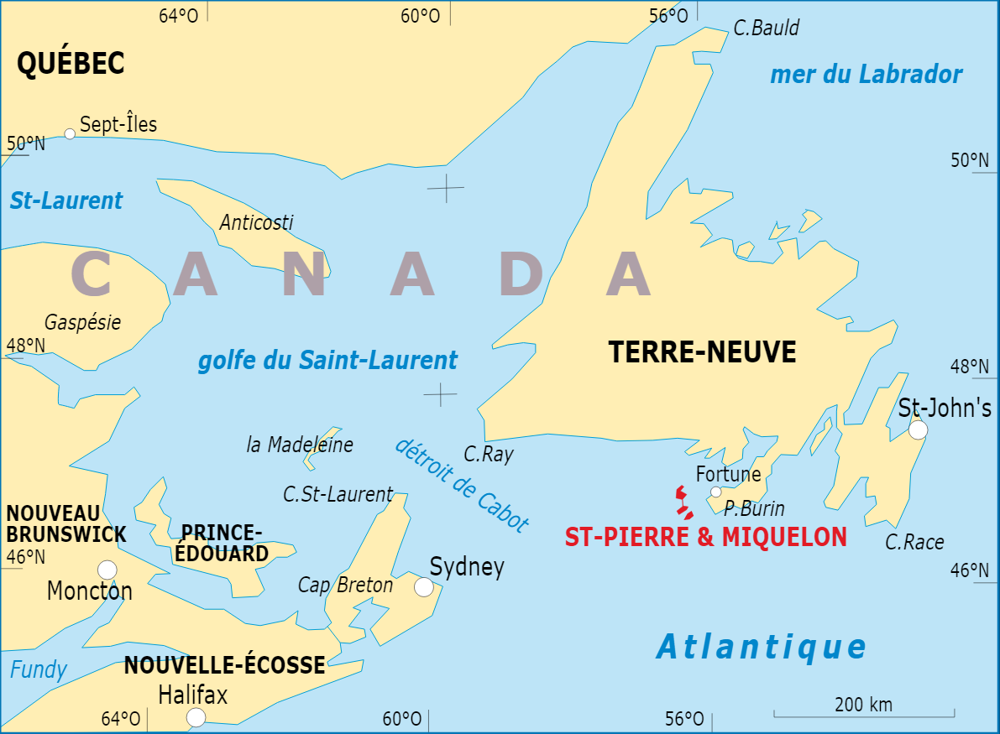 64°O
60°O
56°O
C.Bauld
QUÉBEC
mer du Labrador
Sept-Îles
50°N
50°N
St-Laurent
Anticosti
CANADA
Gaspésie
48°N
golfe du Saint-Laurent
TERRE-NEUVE
48°N
St-John's
la Madeleine
détroit de Cabot
C.Ray
Fortune
C.St-Laurent
P.Burin
NOUVEAU
BRUNSWICK
PRINCE-
ÉDOUARD
ST-PIERRE & MIQUELON
C.Race
46°N
Sydney
46°N
Cap Breton
Moncton
Atlantique
Fundy
NOUVELLE-ÉCOSSE
Halifax
200 km
64°O
60°O
56°O